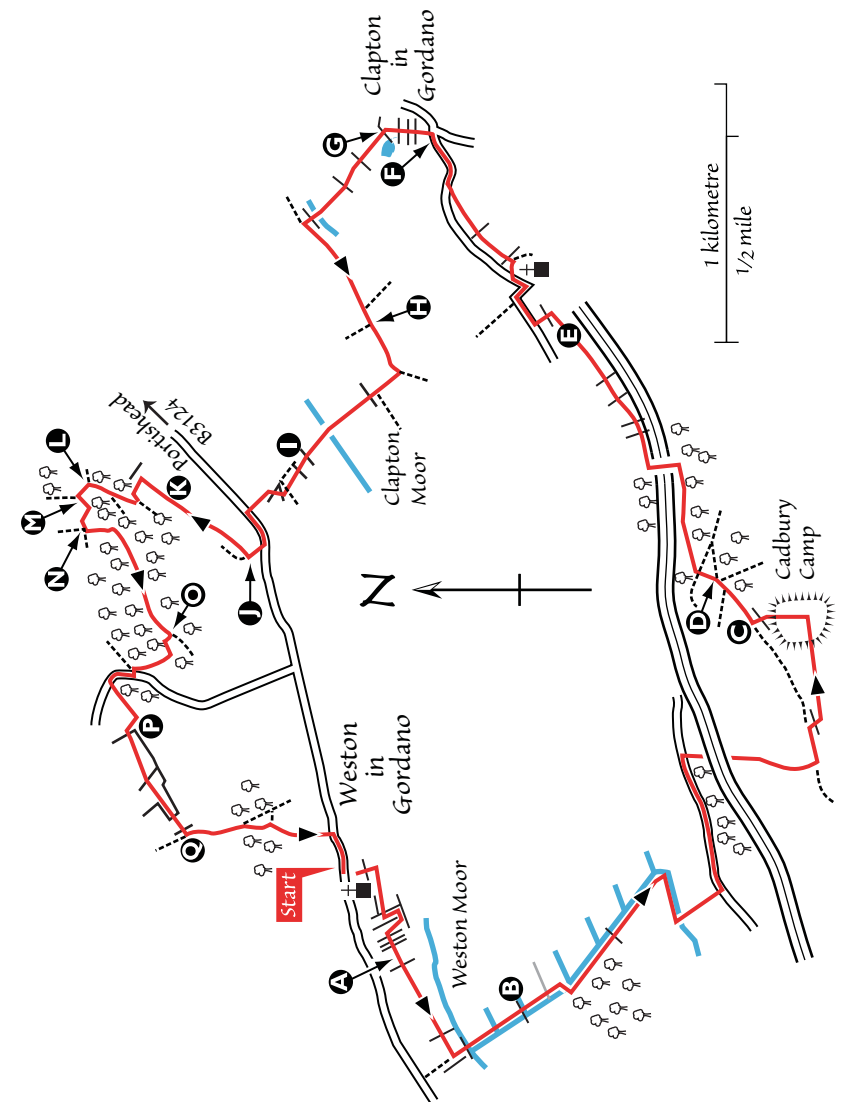 Clapton
in
Gordano
G
F
1 kilometre
1/2 mile
H
E
Portishead
B3124
L
M
K
I
N
Clapton
Moor
O
J
N
D
C
Cadbury
Camp
P
Weston
in
Gordano
Q
Start
A
Weston Moor
B